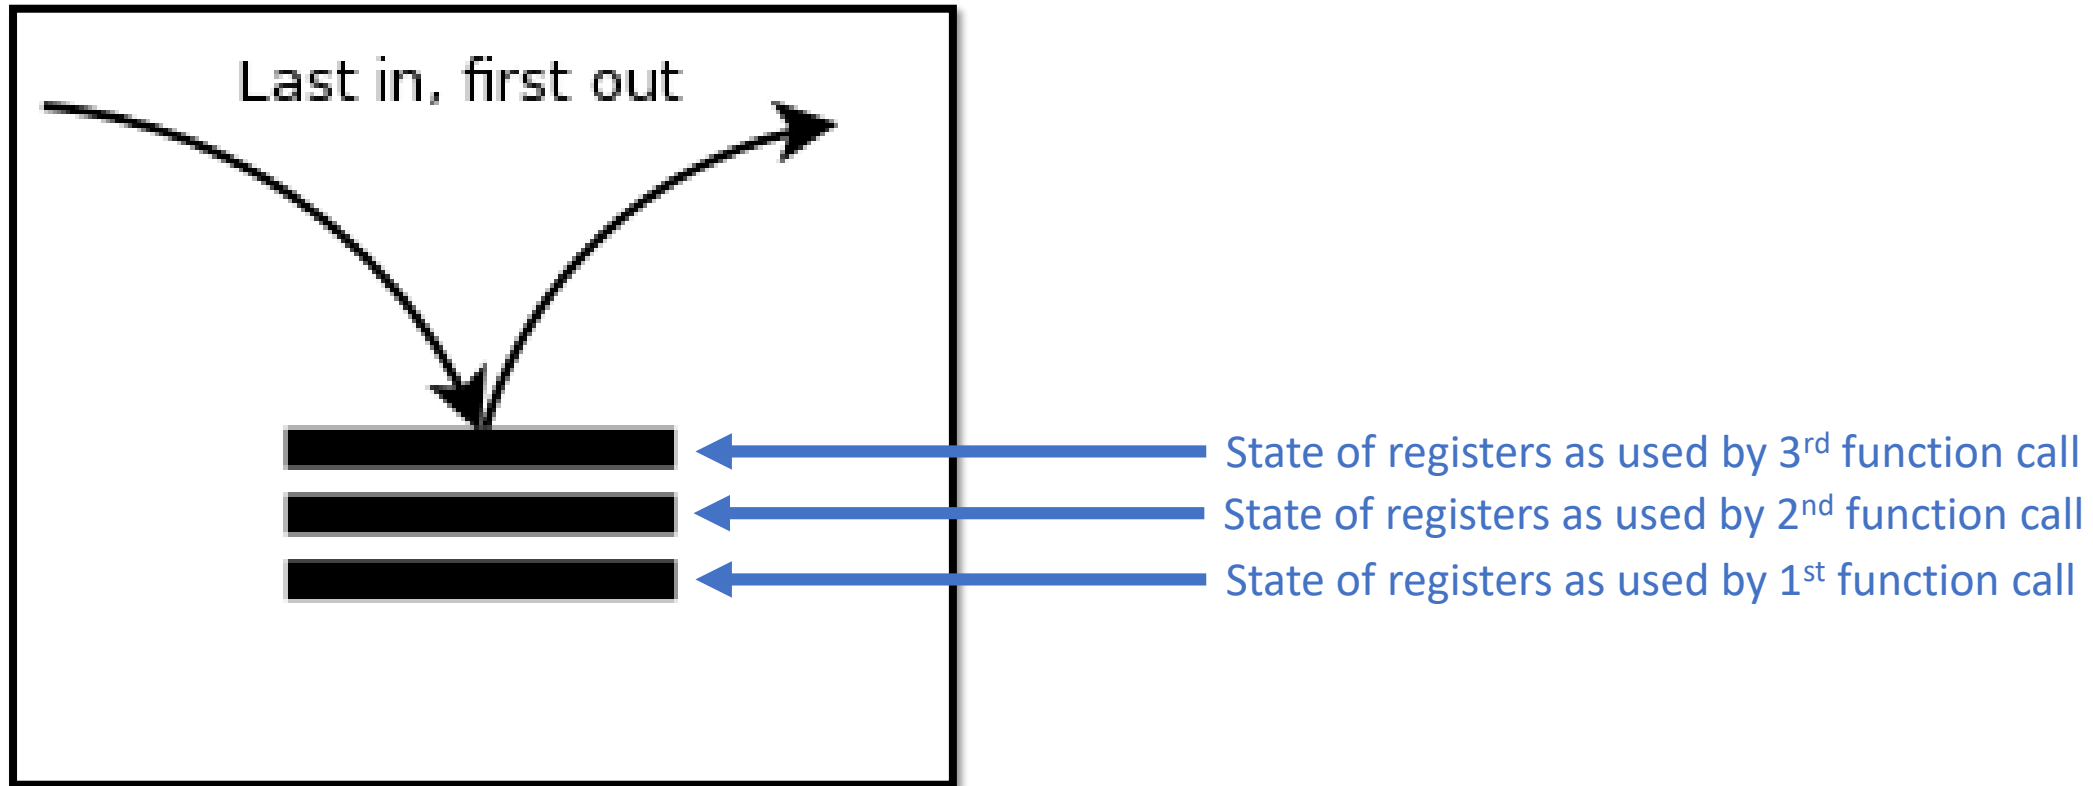 Last in, first out
State of registers as used by 3rd function call
State of registers as used by 2nd function call
State of registers as used by 1st function call